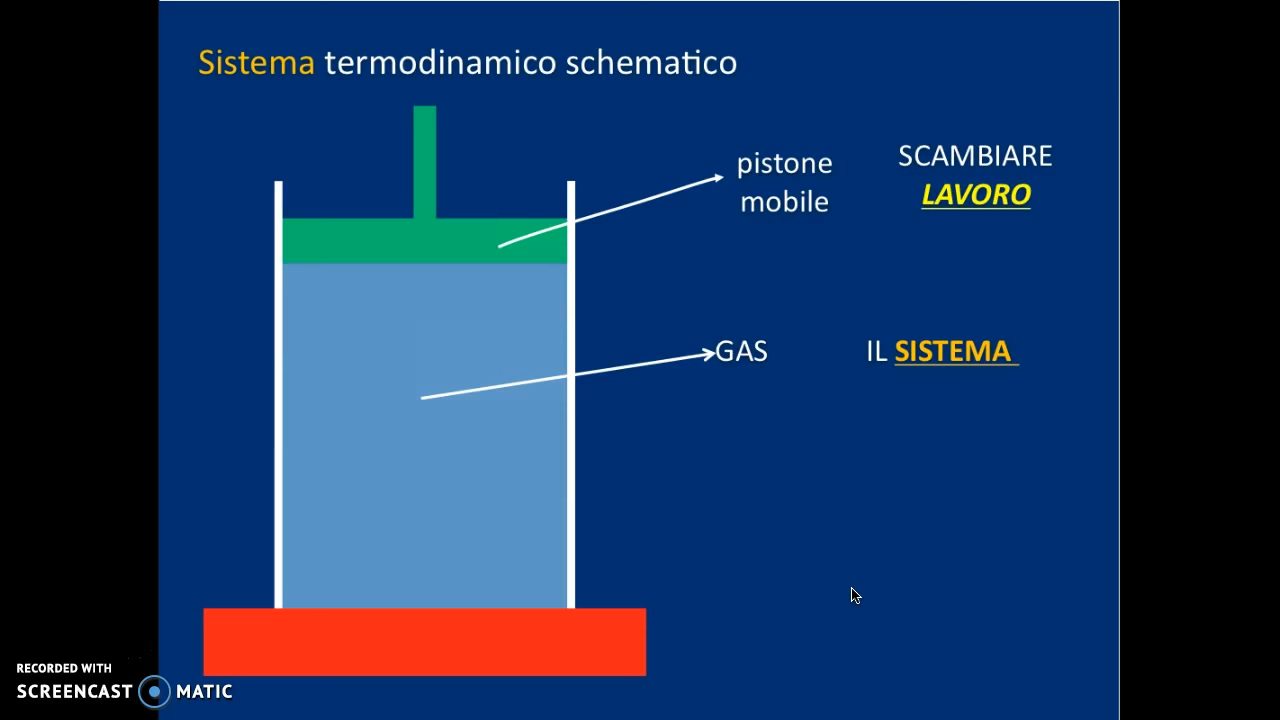 Sistema termodinamico schematico
pistone
mobile
SCAMBIARE
LAVORO
GAS
IL SISTEMA
RECORDED WITH
SCREENCAST MATIC